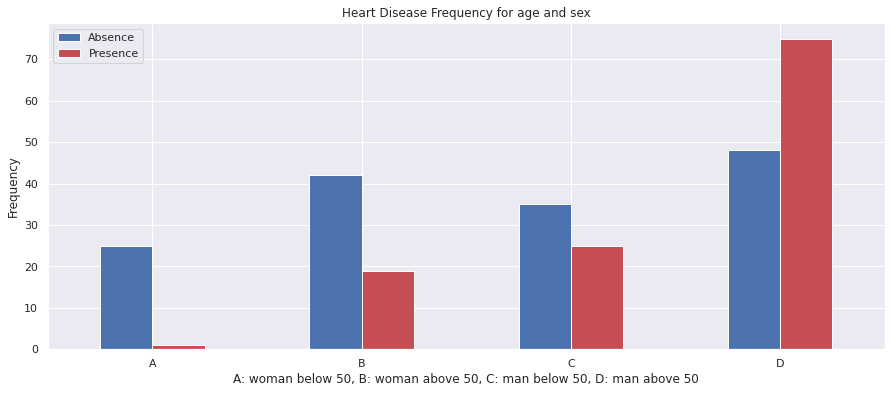 Heart Disease Frequency for age and sex
Absence
Presence
Frequency
70
60
50
40
30
20
10
0
A B C D
A: woman below 50, B: woman above 50, C: man below 50, D: man above 50